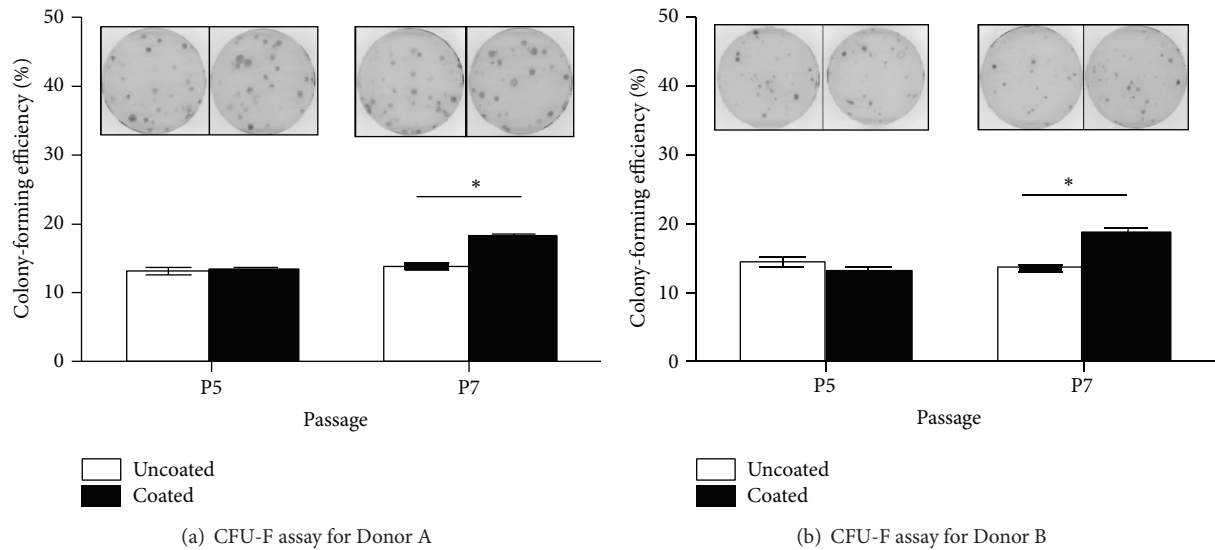 50
40
30
20
10
0
Colony-forming efficiency (%)
*
P5
P7
Passage
Uncoated
Coated
(a) CFU-F assay for Donor A
50
40
30
20
10
0
Colony-forming efficiency (%)
*
P5
P7
Passage
Uncoated
Coated
(b) CFU-F assay for Donor B